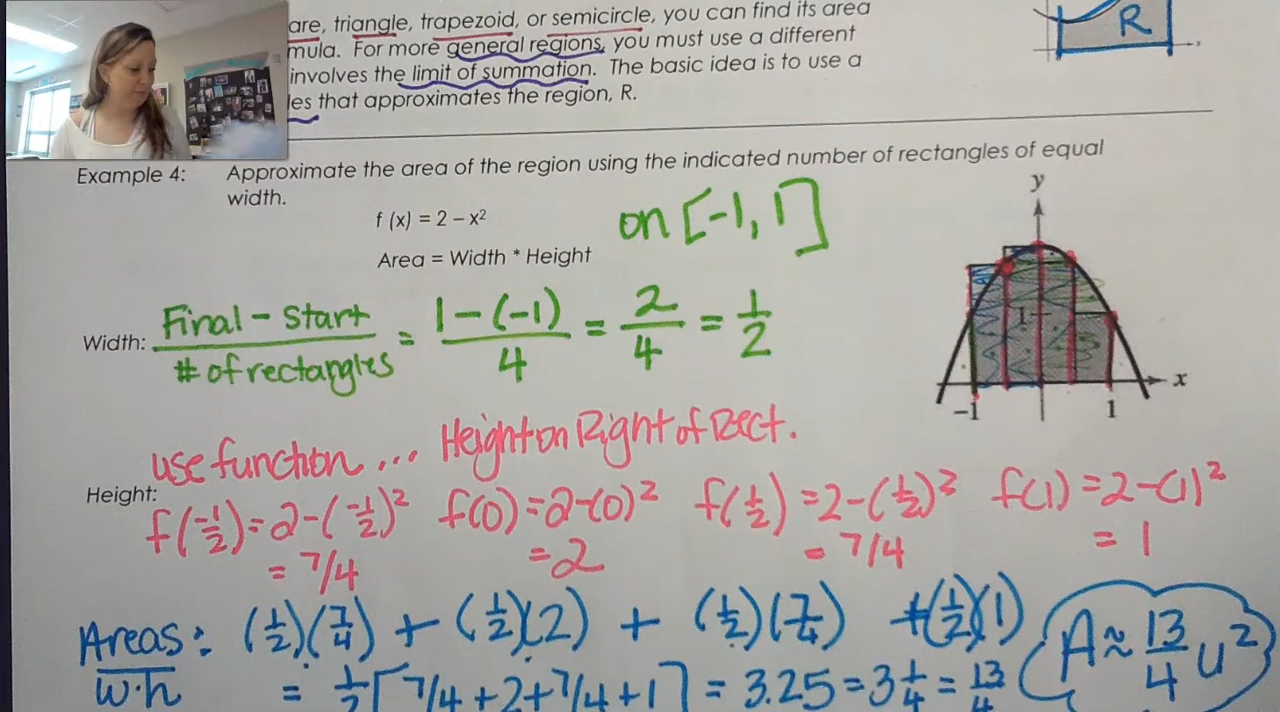 are, triangle, trapezoid, or semicircle, you can find its area
mula. For more general regions, you must use a different
involves the limit of summation. The basic idea is to use a
les that approximates the region, R.
R
Example 4: Approximate the area of the region using the indicated number of rectangles of equal
width.
f (x) = 2 – x²
on [-1, 1]
Area = Width * Height
y
1
x
-1
1
Width: Final - Start / # of rectangles = 1-(-1) / 4 = 2/4 = 1/2
use function... Height on Right of Rect.
Height:
f(-1/2) = 2-(-1/2)² f(0)=2-(0)² f(1/2) = 2-(1/2)² f(1) = 2-(1)²
= 7/4 = 2 = 7/4 = 1
Areas: (1/2)(7/4) + (1/2)(2) + (1/2)(7/4) + (1/2)(1)
w·h = 1/2[7/4+2+7/4+1] = 3.25 = 3 1/4 = 13/4
A ≈ 13/4 u²